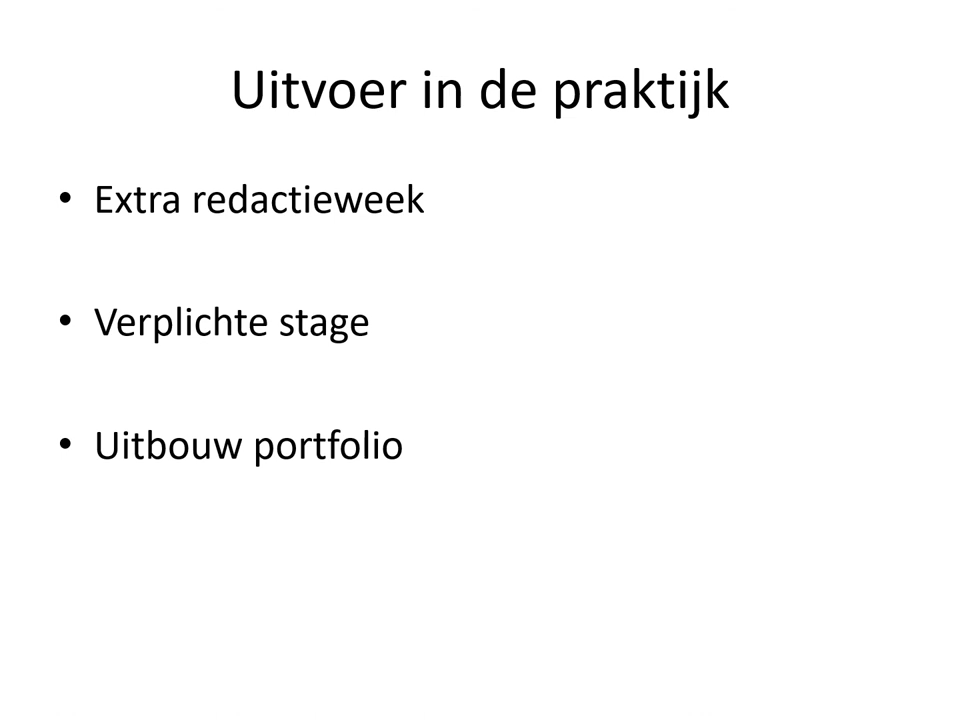 Uitvoer in de praktijk
• Extra redactieweek
• Verplichte stage
• Uitbouw portfolio